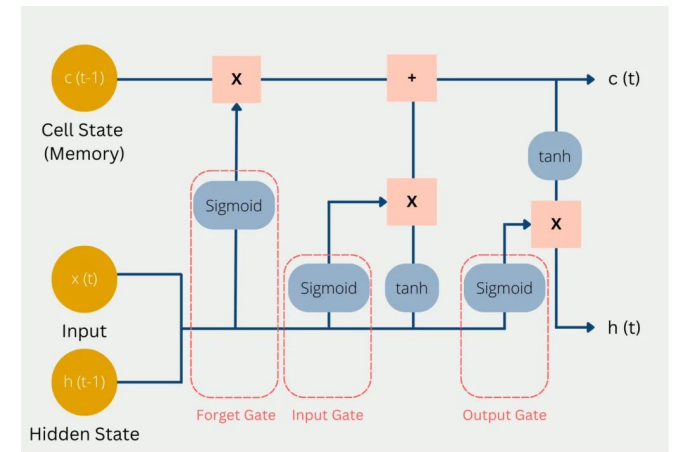 c (t-1)
X
+
c (t)
Cell State
(Memory)
tanh
Sigmoid
X
X
x (t)
Sigmoid
tanh
Sigmoid
Input
h (t)
h (t-1)
Forget Gate
Input Gate
Output Gate
Hidden State